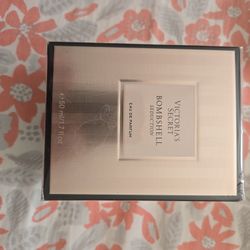 VICTORIA'S
SECRET
BOMBSHELL
SEDUCTION
EAU DE PARFUM
e 50 ml/1.7 fl oz